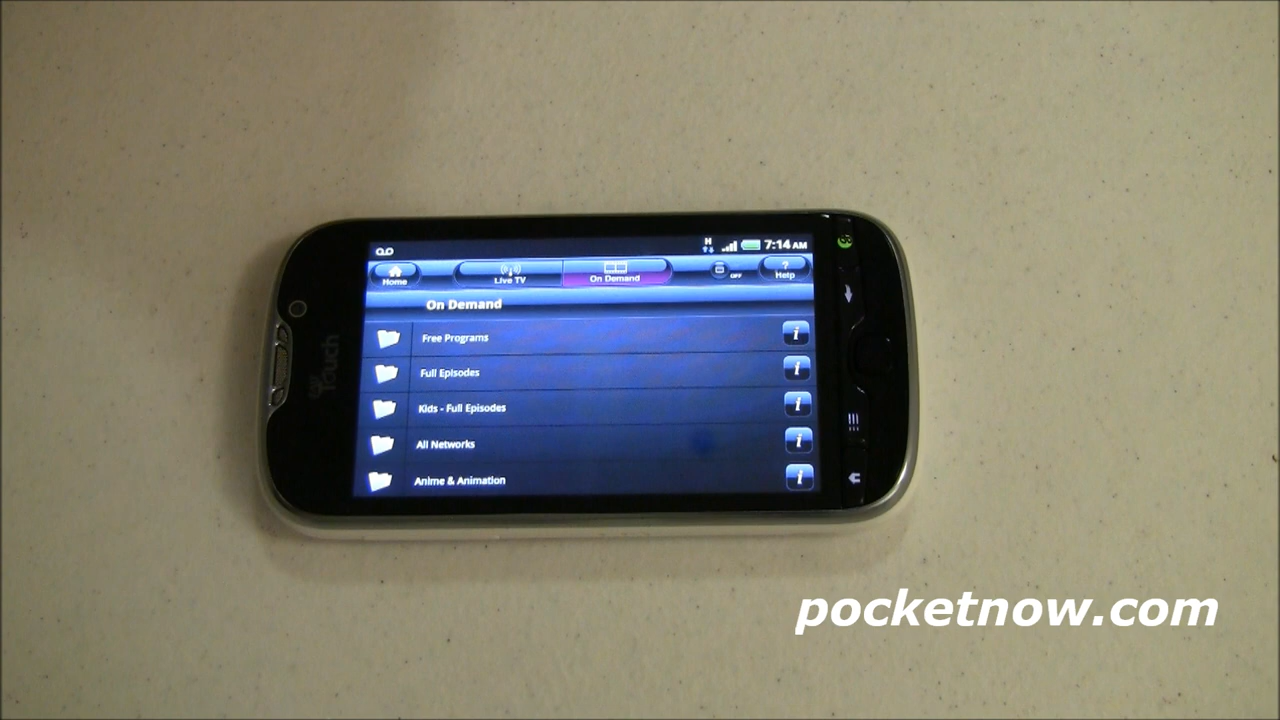 H 7:14 AM
Home Live TV On Demand OFF Help
On Demand
Free Programs i
Full Episodes i
Kids - Full Episodes i
All Networks i
Anime & Animation i
my Touch
pocketnow.com